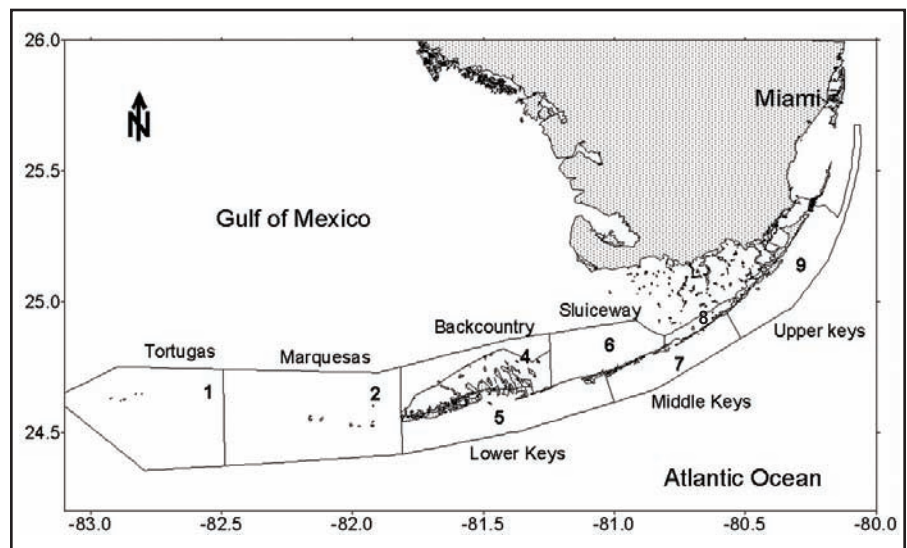 26.0
Miami
N
25.5
Gulf of Mexico
9
25.0
Sluiceway
8
Backcountry
6
Upper keys
Tortugas
Marquesas
4
7
1
2
Middle Keys
5
24.5
Lower Keys
Atlantic Ocean
-83.0 -82.5 -82.0 -81.5 -81.0 -80.5 -80.0